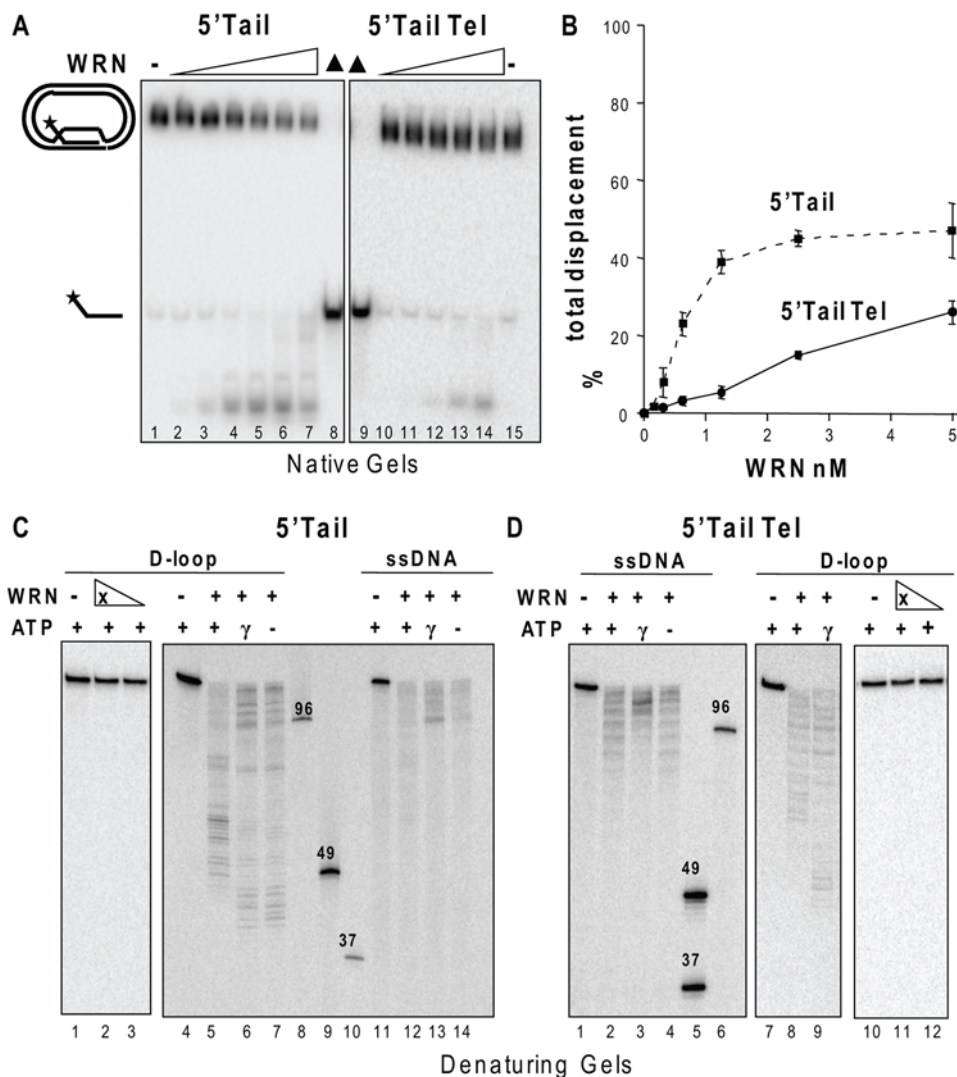 A
5'Tail
5'Tail Tel
WRN
-
▲
▲
-
1 2 3 4 5 6 7 8 9 10 11 12 13 14 15
Native Gels
B
100
80
60
40
20
0
% total displacement
5'Tail
5'Tail Tel
0 1 2 3 4 5
WRN nM
C
5'Tail
D-loop
ssDNA
WRN - x - + + + - + + +
ATP + + + + + γ - + + γ -
96
49
37
1 2 3 4 5 6 7 8 9 10 11 12 13 14
D
5'Tail Tel
ssDNA
D-loop
- + + + - + + - x
+ + γ - + + γ + + +
96
49
37
1 2 3 4 5 6 7 8 9 10 11 12
Denaturing Gels